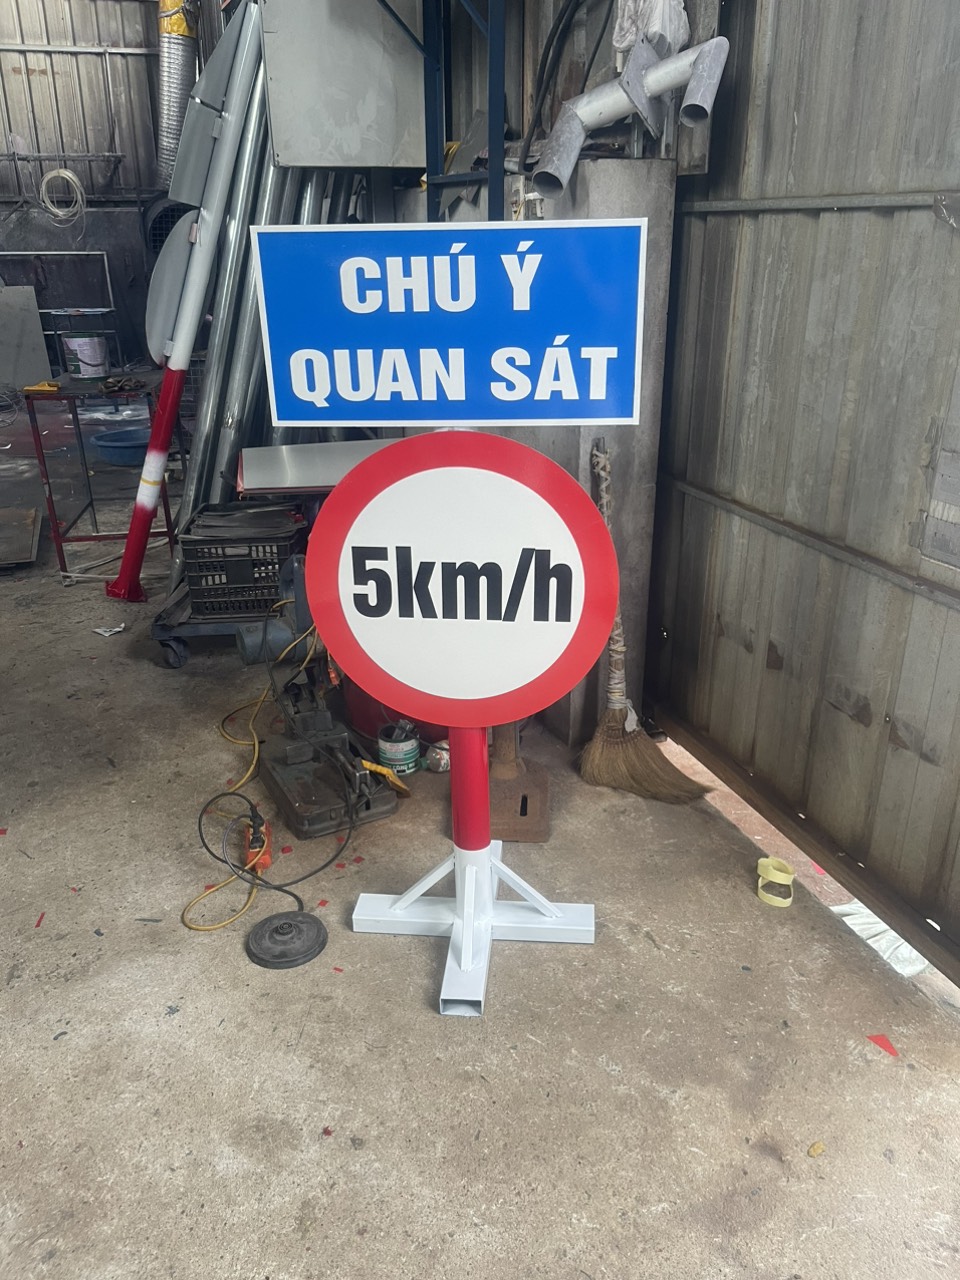 CHÚ Ý
QUAN SÁT
5km/h